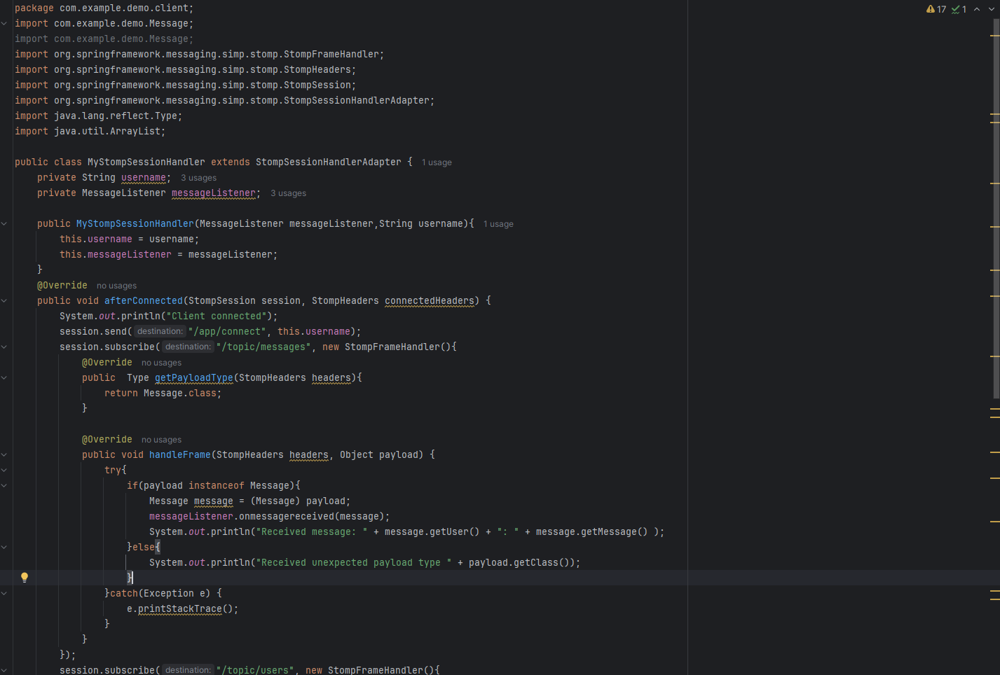 package com.example.demo.client;
17 1
import com.example.demo.Message;
import com.example.demo.Message;
import org.springframework.messaging.simp.stomp.StompFrameHandler;
import org.springframework.messaging.simp.stomp.StompHeaders;
import org.springframework.messaging.simp.stomp.StompSession;
import org.springframework.messaging.simp.stomp.StompSessionHandlerAdapter;
import java.lang.reflect.Type;
import java.util.ArrayList;
public class MyStompSessionHandler extends StompSessionHandlerAdapter { 1 usage
private String username; 3 usages
private MessageListener messageListener; 3 usages
public MyStompSessionHandler(MessageListener messageListener,String username){ 1 usage
this.username = username;
this.messageListener = messageListener;
}
@Override no usages
public void afterConnected(StompSession session, StompHeaders connectedHeaders) {
System.out.println("Client connected");
session.send( destination: "/app/connect", this.username);
session.subscribe( destination: "/topic/messages", new StompFrameHandler(){
@Override no usages
public  Type getPayloadType(StompHeaders headers){
return Message.class;
}
@Override no usages
public void handleFrame(StompHeaders headers, Object payload) {
try{
if(payload instanceof Message){
Message message = (Message) payload;
messageListener.onmessagereceived(message);
System.out.println("Received message: " + message.getUser() + ": " + message.getMessage() );
}else{
System.out.println("Received unexpected payload type " + payload.getClass());
}
}catch(Exception e) {
e.printStackTrace();
}
}
});
session.subscribe( destination: "/topic/users", new StompFrameHandler(){